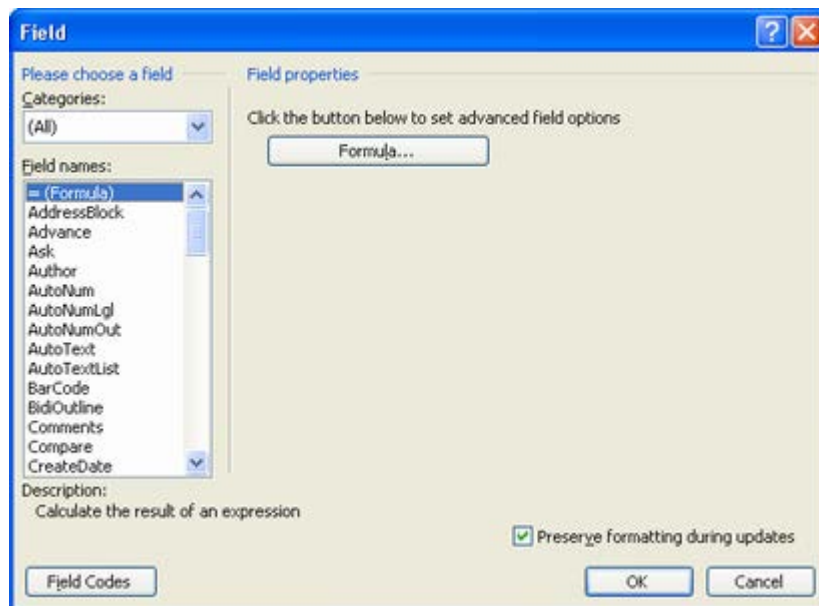 Field
Please choose a field
Categories:
(All)
Field names:
= (Formula)
AddressBlock
Advance
Ask
Author
AutoNum
AutoNumLgl
AutoNumOut
AutoText
AutoTextList
BarCode
BidiOutline
Comments
Compare
CreateDate
Field properties
Click the button below to set advanced field options
Formula...
Description:
Calculate the result of an expression
Preserve formatting during updates
Field Codes
OK
Cancel